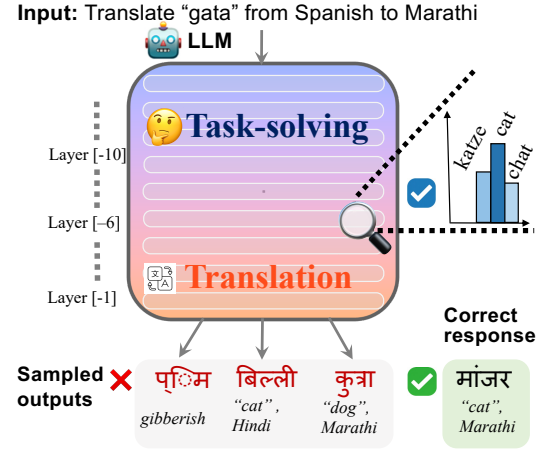 Input: Translate “gata” from Spanish to Marathi
LLM
Task-solving
Layer [-10]
Layer [-6]
Layer [-1]
Translation
katze
cat
chat
Correct
response
Sampled
outputs
प्िम
gibberish
बिल्ली
“cat” ,
Hindi
कुत्रा
“dog”,
Marathi
मांजर
“cat”,
Marathi